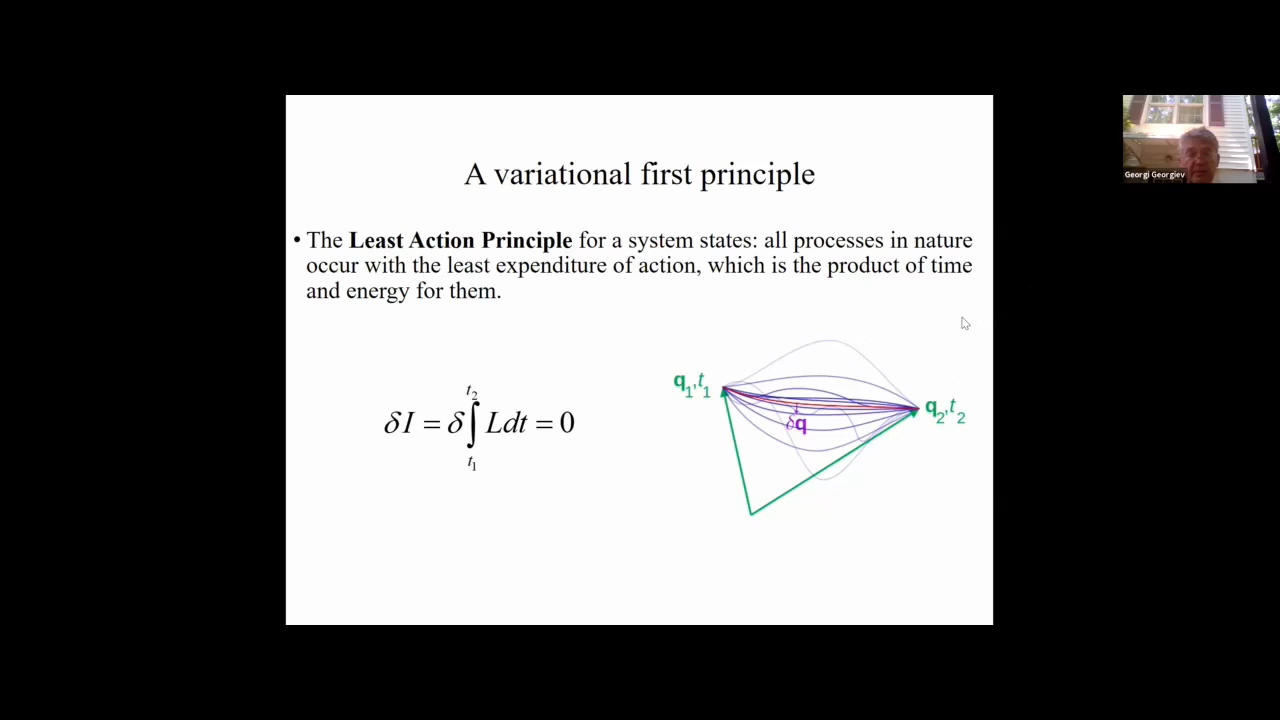 A variational first principle
• The Least Action Principle for a system states: all processes in nature
occur with the least expenditure of action, which is the product of time
and energy for them.
δI = δ∫_{t₁}^{t₂} Ldt = 0
q₁,t₁
q₂,t₂
δq
Georgi Georgiev